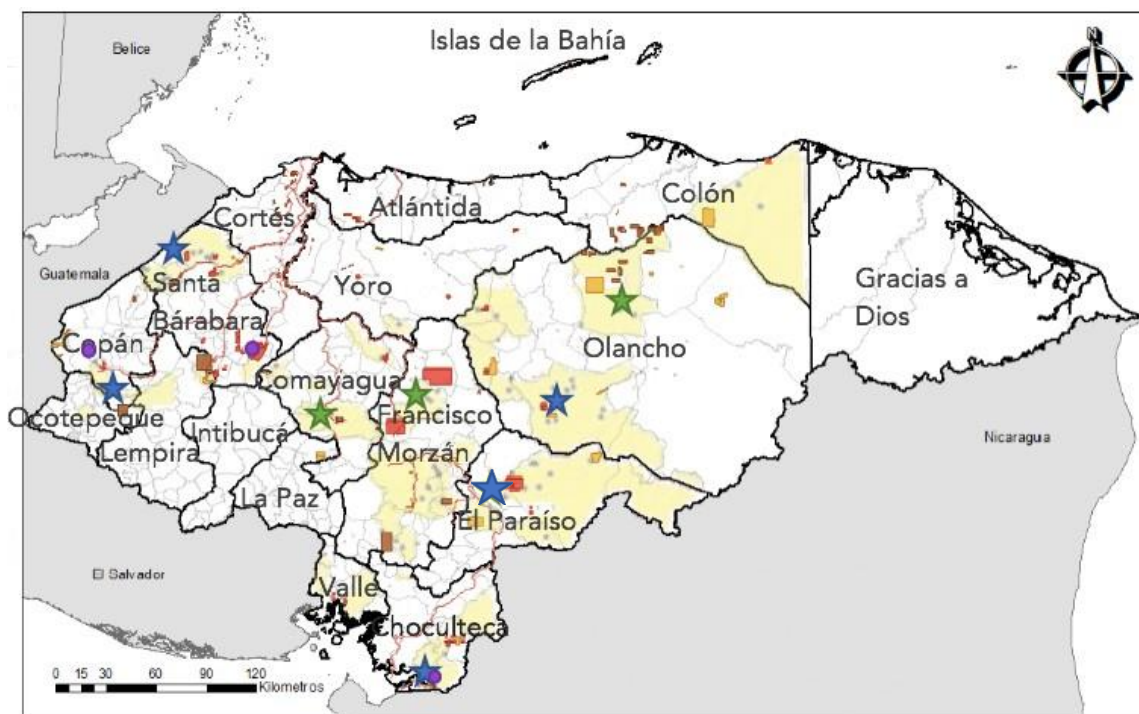 Islas de la Bahía
Belice
N
Colón
Atlántida
Cortés
Guatemala
Santa
Bárabara
Yóro
Gracias a
Dios
Copán
Olancho
Comayagua
Ocotepeque
Francisco
Morzán
Intibucá
Lempira
Nicaragua
La Paz
El Paraíso
El Salvador
Valle
Choculteca
0 15 30 60 90 120
Kilometros